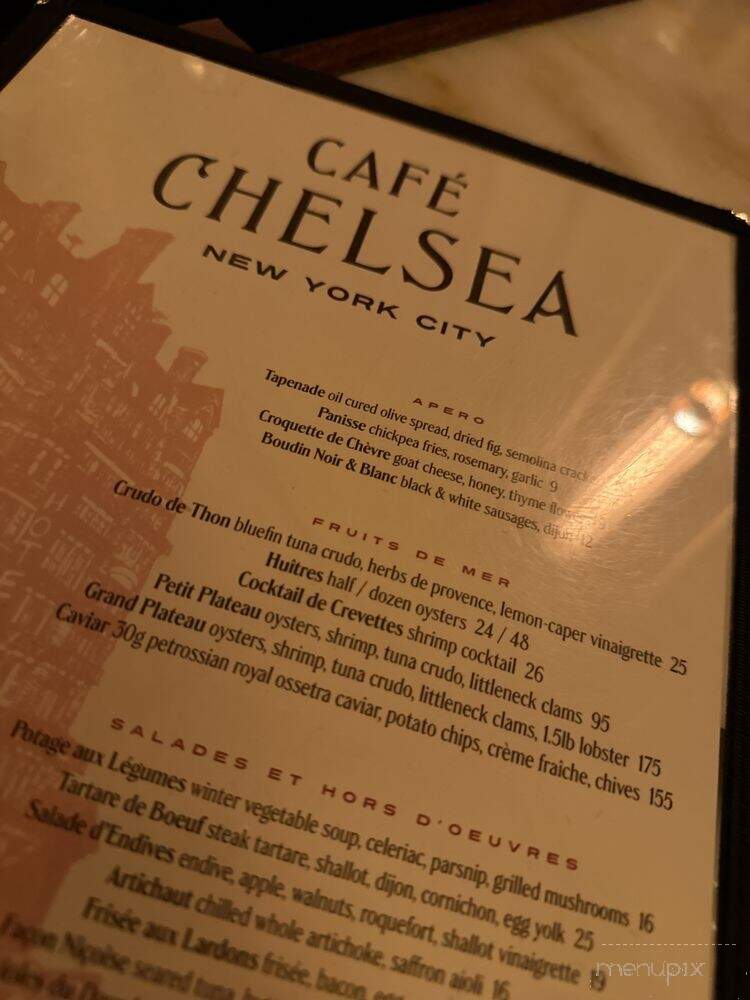 CAFÉ
CHELSEA
NEW YORK CITY
APERO
Tapenade oil cured olive spread, dried fig, semolina
Panisse chickpea fries, rosemary, garlic 9
Croquette de Chèvre goat cheese, honey, thyme
Boudin Noir & Blanc black & white sausages, dijon 12
FRUITS DE MER
Crudo de Thon bluefin tuna crudo, herbs de provence, lemon-caper vinaigrette 25
Huîtres half / dozen oysters 24 / 48
Cocktail de Crevettes shrimp cocktail 26
Petit Plateau oysters, shrimp, tuna crudo, littleneck clams 95
Grand Plateau oysters, shrimp, tuna crudo, littleneck clams, 1.5lb lobster 175
Caviar 30g petrossian royal ossetra caviar, potato chips, crème fraîche, chives 155
SALADES ET HORS D'OEUVRES
Potage aux Légumes winter vegetable soup, celeriac, parsnip, grilled mushrooms 16
Tartare de Boeuf steak tartare, shallot, dijon, cornichon, egg yolk 25
Salade d'Endives endive, apple, walnuts, roquefort, shallot vinaigrette
Artichaut chilled whole artichoke, saffron aioli 16
Frisée aux Lardons frisée, bacon,
Façon Niçoise seared tuna,
menupix